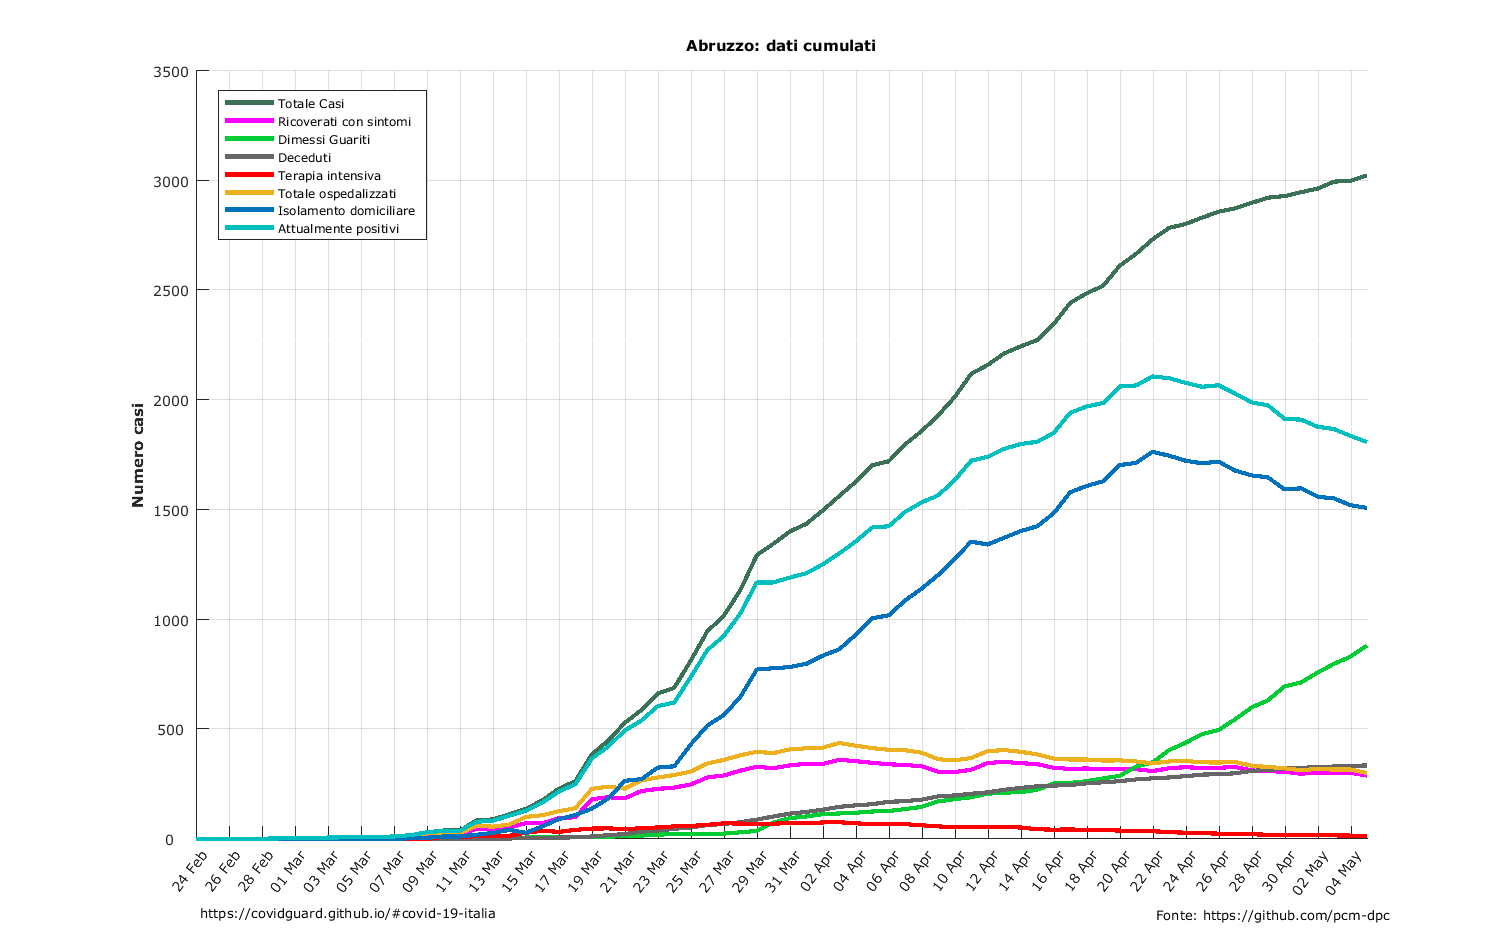 Abruzzo: dati cumulati
Numero casi
3500
3000
2500
2000
1500
1000
500
0
Totale Casi
Ricoverati con sintomi
Dimessi Guariti
Deceduti
Terapia intensiva
Totale ospedalizzati
Isolamento domiciliare
Attualmente positivi
24 Feb
26 Feb
28 Feb
01 Mar
03 Mar
05 Mar
07 Mar
09 Mar
11 Mar
13 Mar
15 Mar
17 Mar
19 Mar
21 Mar
23 Mar
25 Mar
27 Mar
29 Mar
31 Mar
02 Apr
04 Apr
06 Apr
08 Apr
10 Apr
12 Apr
14 Apr
16 Apr
18 Apr
20 Apr
22 Apr
24 Apr
26 Apr
28 Apr
30 Apr
02 May
04 May
https://covidguard.github.io/#covid-19-italia
Fonte: https://github.com/pcm-dpc